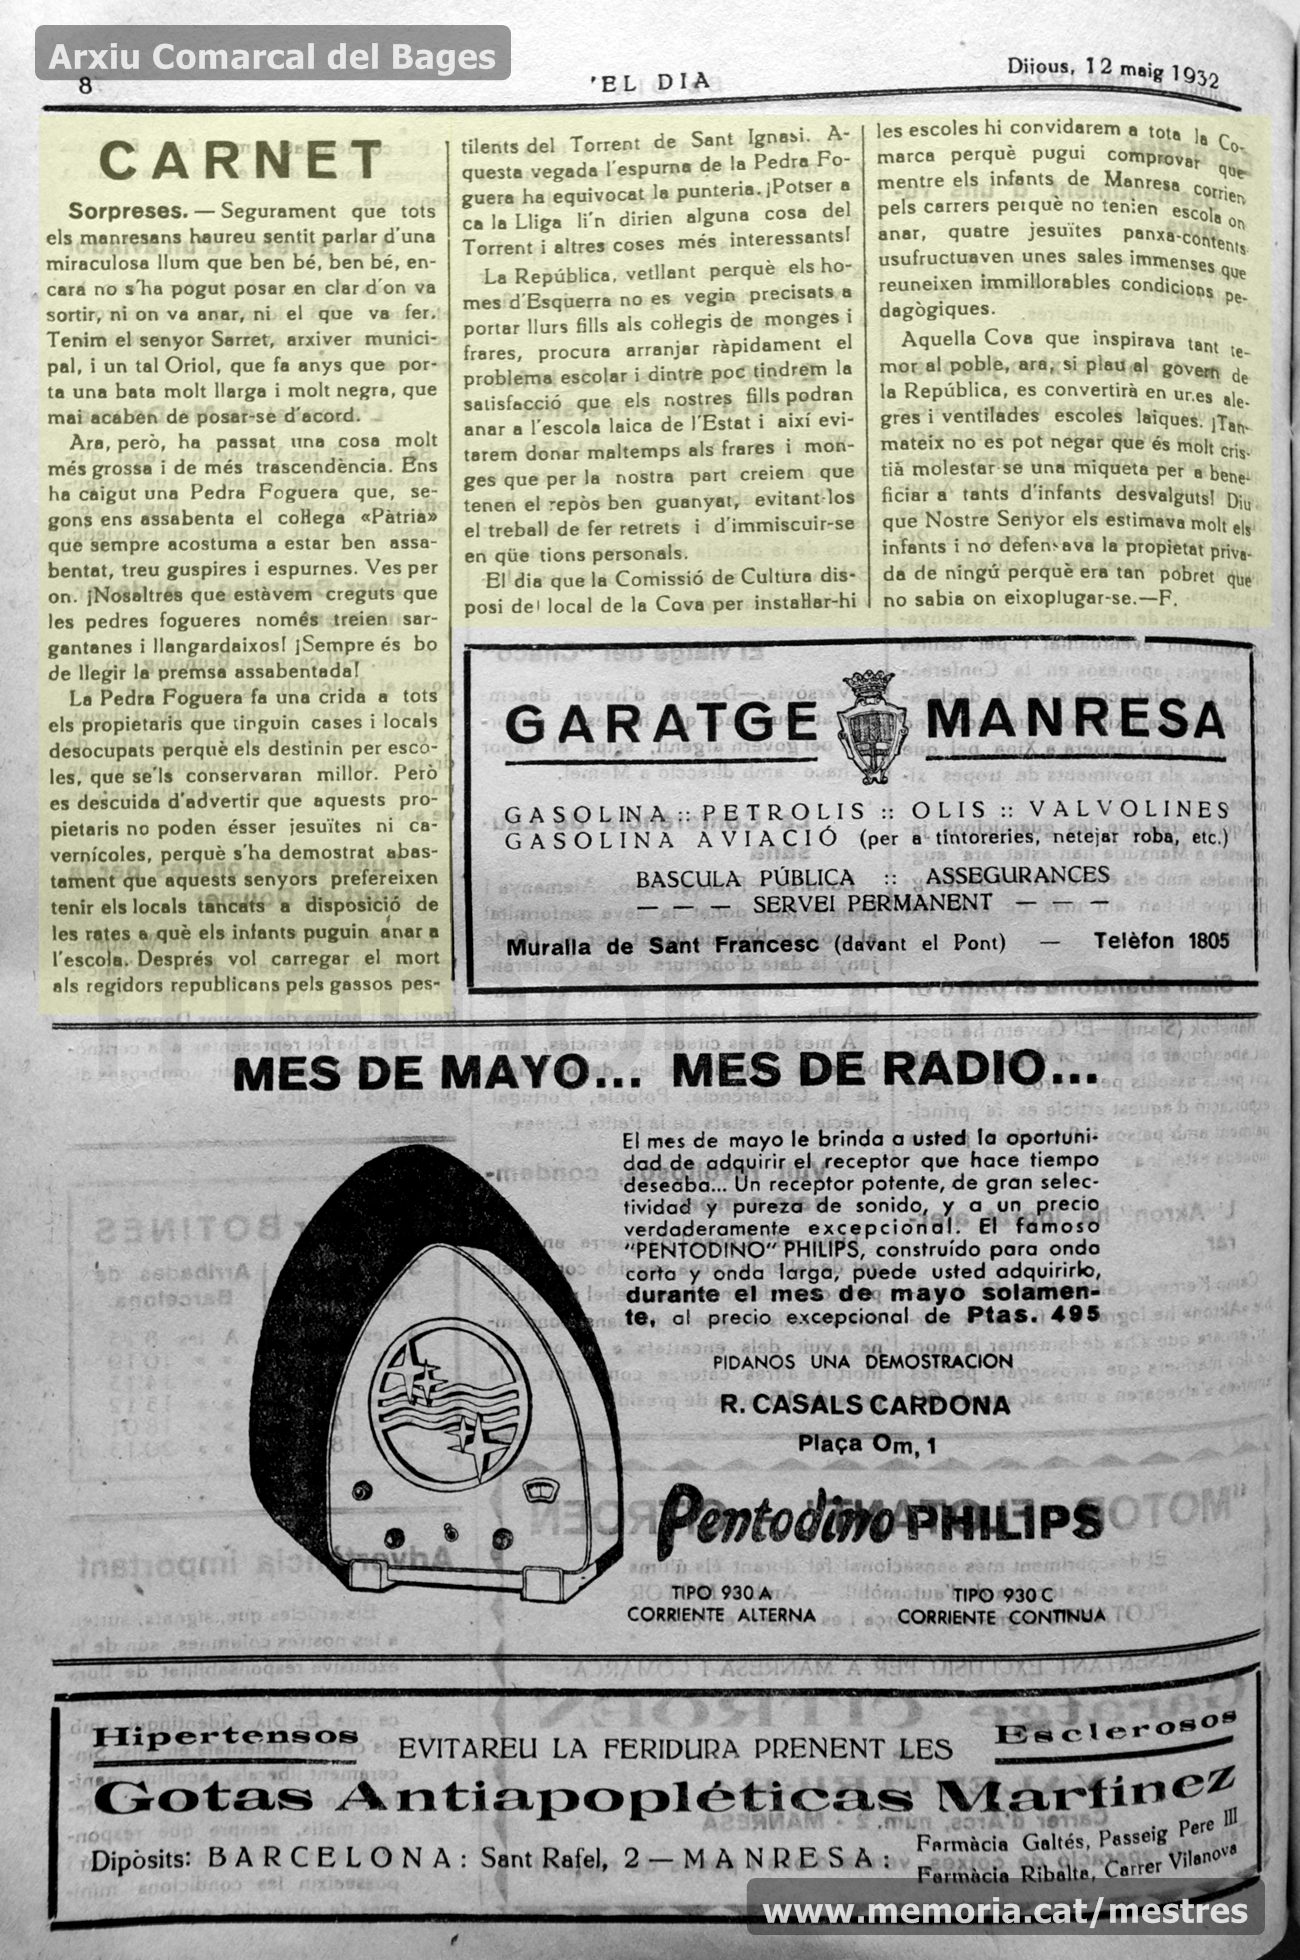 Arxiu Comarcal del Bages
8
'EL DIA
Dijous, 12 maig 1932
CARNET
Sorpreses. — Segurament que tots
els manresans haureu sentit parlar d'una
miraculosa llum que ben bé, ben bé, en-
cara no s'ha pogut posar en clar d'on va
sortir, ni on va anar, ni el que va fer.
Tenim el senyor Sarret, arxiver munici-
pal, i un tal Oriol, que fa anys que por-
ta una bata molt llarga i molt negra, que
mai acaben de posar-se d'acord.
Ara, però, ha passat una cosa molt
més grossa i de més trascendència. Ens
ha caigut una Pedra Foguera que, se-
gons ens assabenta el col·lega «Pàtria»
que sempre acostuma a estar ben assa-
bentat, treu guspires i espurnes. Ves per
on. ¡Nosaltres que estàvem creguts que
les pedres fogueres només treien sar-
gantanes i llangardaixos! ¡Sempre és bo
de llegir la premsa assabentada!
La Pedra Foguera fa una crida a tots
els propietaris que tinguin cases i locals
desocupats perquè els destinin per esco-
les, que se'ls conservaran millor. Però
es descuida d'advertir que aquests pro-
pietaris no poden ésser jesuïtes ni ca-
vernícoles, perquè s'ha demostrat abas-
tament que aquests senyors prefereixen
tenir els locals tancats a disposició de
les rates a què els infants puguin anar a
l'escola. Després vol carregar el mort
als regidors republicans pels gassos pes-
tilents del Torrent de Sant Ignasi. A-
questa vegada l'espurna de la Pedra Fo-
guera ha equivocat la punteria. ¡Potser a
ca la Lliga li'n dirien alguna cosa del
Torrent i altres coses més interessants!
La República, vetllant perquè els ho-
mes d'Esquerra no es vegin precisats a
portar llurs fills als col·legis de monges i
frares, procura arranjar ràpidament el
problema escolar i dintre poc tindrem la
satisfacció que els nostres fills podran
anar a l'escola laica de l'Estat i així evi-
tarem donar maltemps als frares i mon-
ges que per la nostra part creiem que
tenen el repòs ben guanyat, evitant-los
el treball de fer retrets i d'immiscuir-se
en qüe tions personals.
El dia que la Comissió de Cultura dis-
posi del local de la Cova per instal·lar-hi
les escoles hi convidarem a tota la Co-
marca perquè pugui comprovar que
mentre els infants de Manresa corrien
pels carrers perquè no tenien escola on
anar, quatre jesuïtes panxa-contents
usufructuaven unes sales immenses que
reuneixen immillorables condicions pe-
dagògiques.
Aquella Cova que inspirava tant te-
mor al poble, ara, si plau al govern de
la República, es convertirà en unes ale-
gres i ventilades escoles laiques. ¡Tan-
mateix no es pot negar que és molt cris-
tià molestar-se una miqueta per a bene-
ficiar a tants d'infants desvalguts! Diu
que Nostre Senyor els estimava molt els
infants i no defensava la propietat priva-
da de ningú perquè era tan pobret que
no sabia on eixoplugar-se.—F.
GARATGE MANRESA
GASOLINA :: PETROLIS :: OLIS :: VALVOLINES
GASOLINA AVIACIÓ (per a tintoreries, netejar roba, etc.)
BASCULA PÚBLICA :: ASSEGURANCES
— — — SERVEI PERMANENT — — —
Muralla de Sant Francesc (davant el Pont) — Telèfon 1805
MES DE MAYO... MES DE RADIO...
El mes de mayo le brinda a usted la oportuni-
dad de adquirir el receptor que hace tiempo
deseaba... Un receptor potente, de gran selec-
tividad y pureza de sonido, y a un precio
verdaderamente excepcional. El famoso
"PENTODINO" PHILIPS, construído para onda
corta y onda larga, puede usted adquirirlo,
durante el mes de mayo solamen-
te, al precio excepcional de Ptas. 495
PIDANOS UNA DEMOSTRACION
R. CASALS CARDONA
Plaça Om, 1
Pentodino PHILIPS
TIPO 930 A
CORRIENTE ALTERNA
TIPO 930 C
CORRIENTE CONTINUA
Hipertensos
EVITAREU LA FERIDURA PRENENT LES
Esclerosos
Gotas Antiapopléticas Martínez
Dipòsits: BARCELONA: Sant Rafel, 2 — MANRESA:
Farmàcia Galtés, Passeig Pere III
Farmàcia Ribalta, Carrer Vilanova
www.memoria.cat/mestres